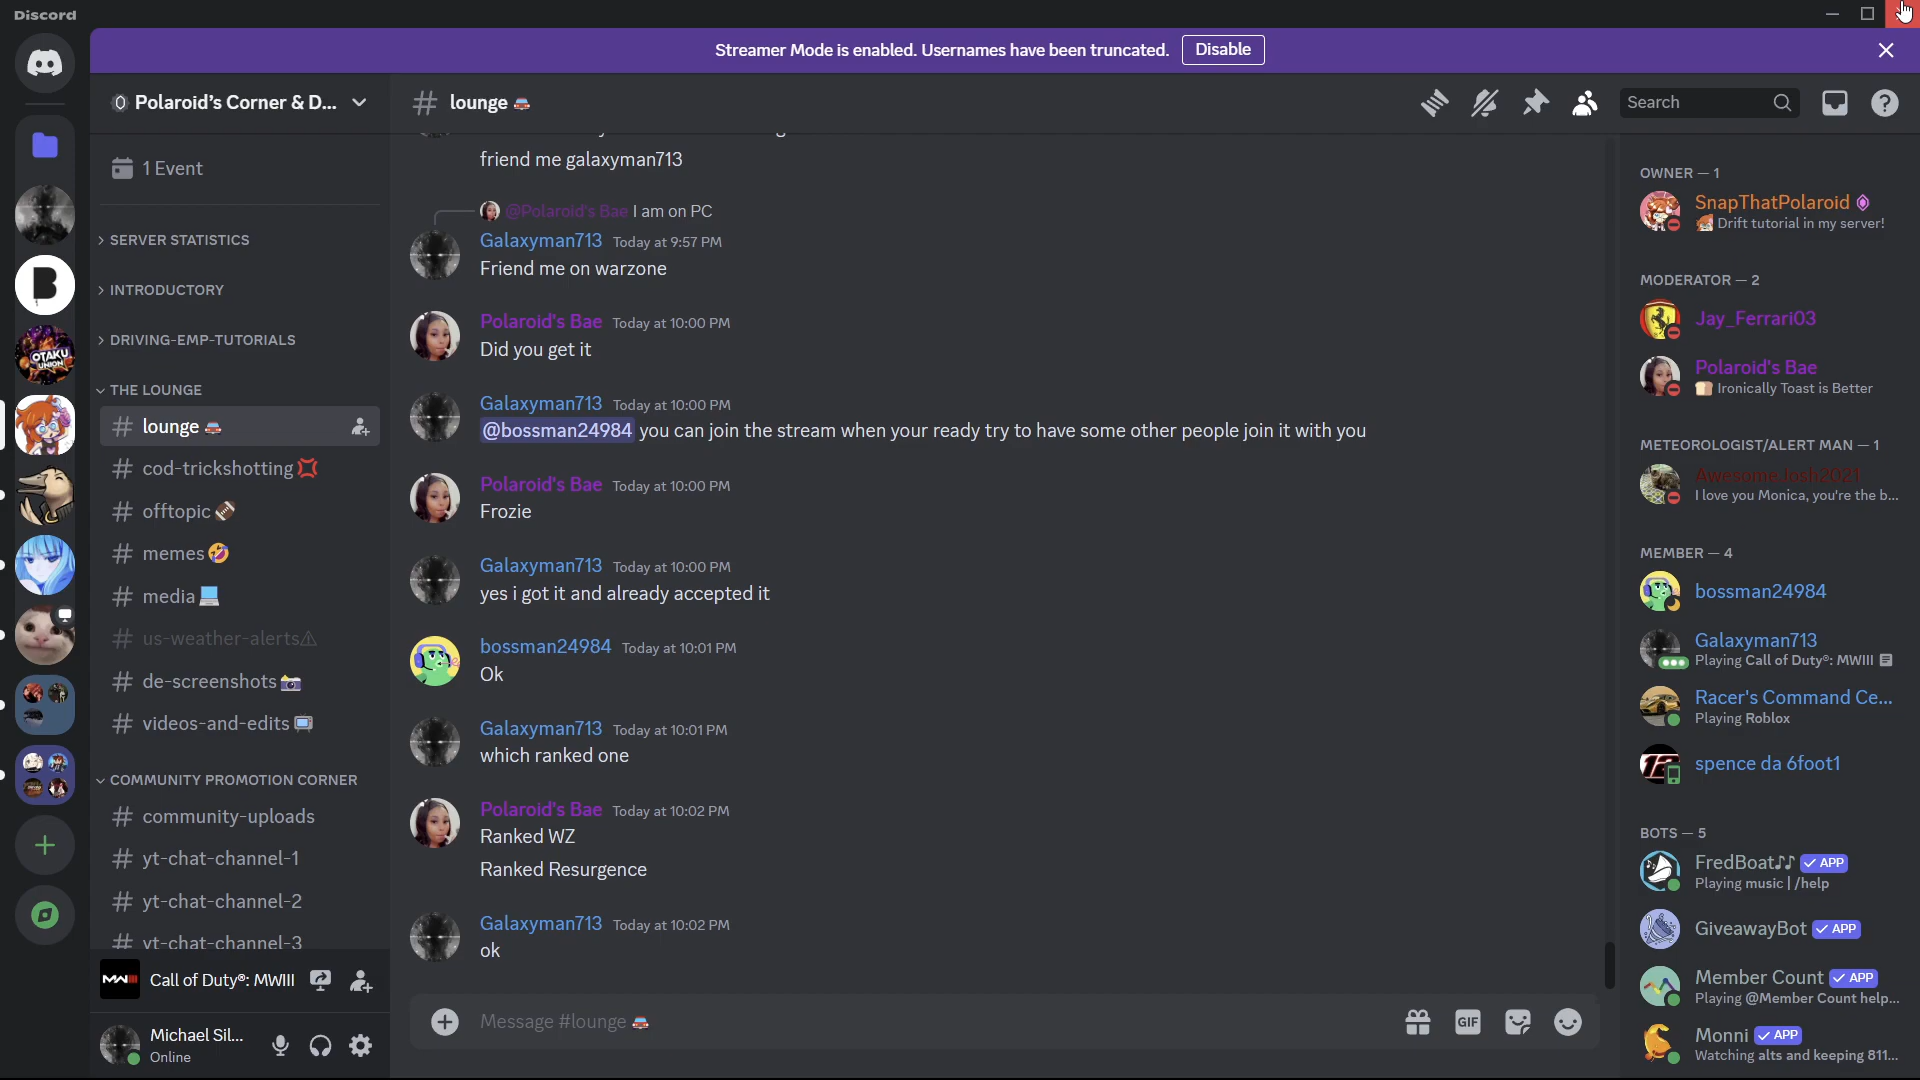 Discord
Streamer Mode is enabled. Usernames have been truncated. Disable
Polaroid's Corner & D...
1 Event
SERVER STATISTICS
INTRODUCTORY
DRIVING-EMP-TUTORIALS
THE LOUNGE
lounge
cod-trickshotting
offtopic
memes
media
us-weather-alerts
de-screenshots
videos-and-edits
COMMUNITY PROMOTION CORNER
community-uploads
yt-chat-channel-1
yt-chat-channel-2
yt-chat-channel-3
Call of Duty®: MWIII
Michael Sil...
Online
B
OTAKU
UNION
# lounge
Search
friend me galaxyman713
@Polaroid's Bae I am on PC
Galaxyman713 Today at 9:57 PM
Friend me on warzone
Polaroid's Bae Today at 10:00 PM
Did you get it
Galaxyman713 Today at 10:00 PM
@bossman24984 you can join the stream when your ready try to have some other people join it with you
Polaroid's Bae Today at 10:00 PM
Frozie
Galaxyman713 Today at 10:00 PM
yes i got it and already accepted it
bossman24984 Today at 10:01 PM
Ok
Galaxyman713 Today at 10:01 PM
which ranked one
Polaroid's Bae Today at 10:02 PM
Ranked WZ
Ranked Resurgence
Galaxyman713 Today at 10:02 PM
ok
Message #lounge
GIF
OWNER — 1
SnapThatPolaroid
Drift tutorial in my server!
MODERATOR — 2
Jay_Ferrari03
Polaroid's Bae
Ironically Toast is Better
METEOROLOGIST/ALERT MAN — 1
AwesomeJosh2021
I love you Monica, you're the b...
MEMBER — 4
bossman24984
Galaxyman713
Playing Call of Duty®: MWIII
Racer's Command Ce...
Playing Roblox
spence da 6foot1
BOTS — 5
FredBoat♪♪ APP
Playing music | /help
GiveawayBot APP
Member Count APP
Playing @Member Count help...
Monni APP
Watching alts and keeping 811...